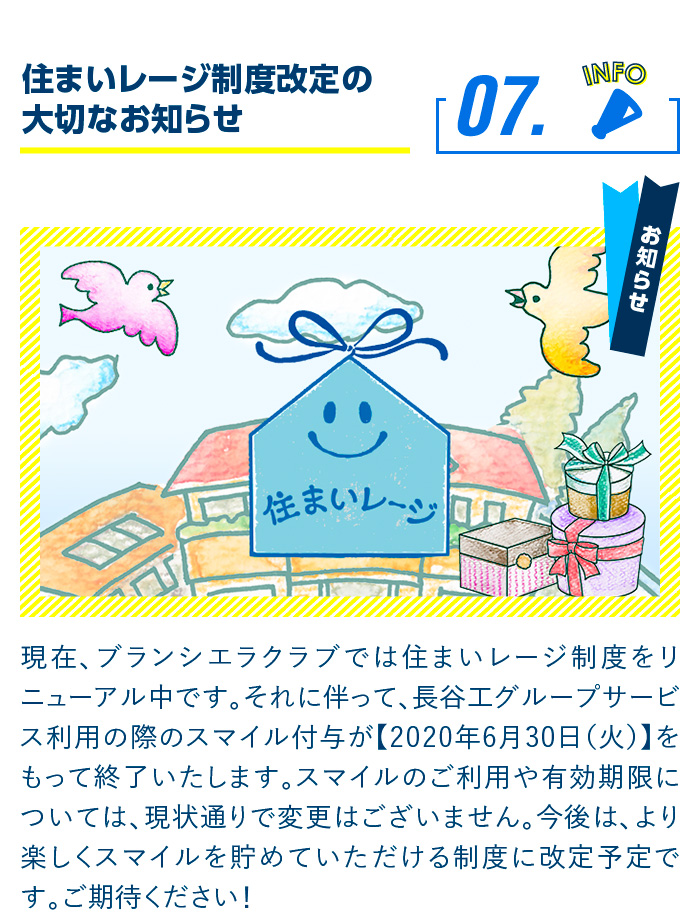 住まいレージ制度改定の
大切なお知らせ
07.
INFO
お知らせ
住まいレージ
現在、ブランシエラクラブでは住まいレージ制度をリ
ニューアル中です。それに伴って、長谷工グループサービ
ス利用の際のスマイル付与が【2020年6月30日（火）】を
もって終了いたします。スマイルのご利用や有効期限に
ついては、現状通りで変更はございません。今後は、より
楽しくスマイルを貯めていただける制度に改定予定で
す。ご期待ください！